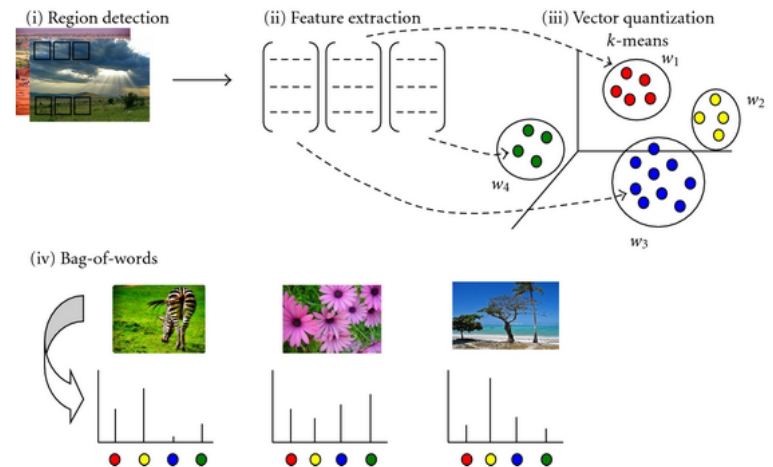 (i) Region detection
(ii) Feature extraction
(iii) Vector quantization
k-means
w1
w2
w4
w3
(iv) Bag-of-words